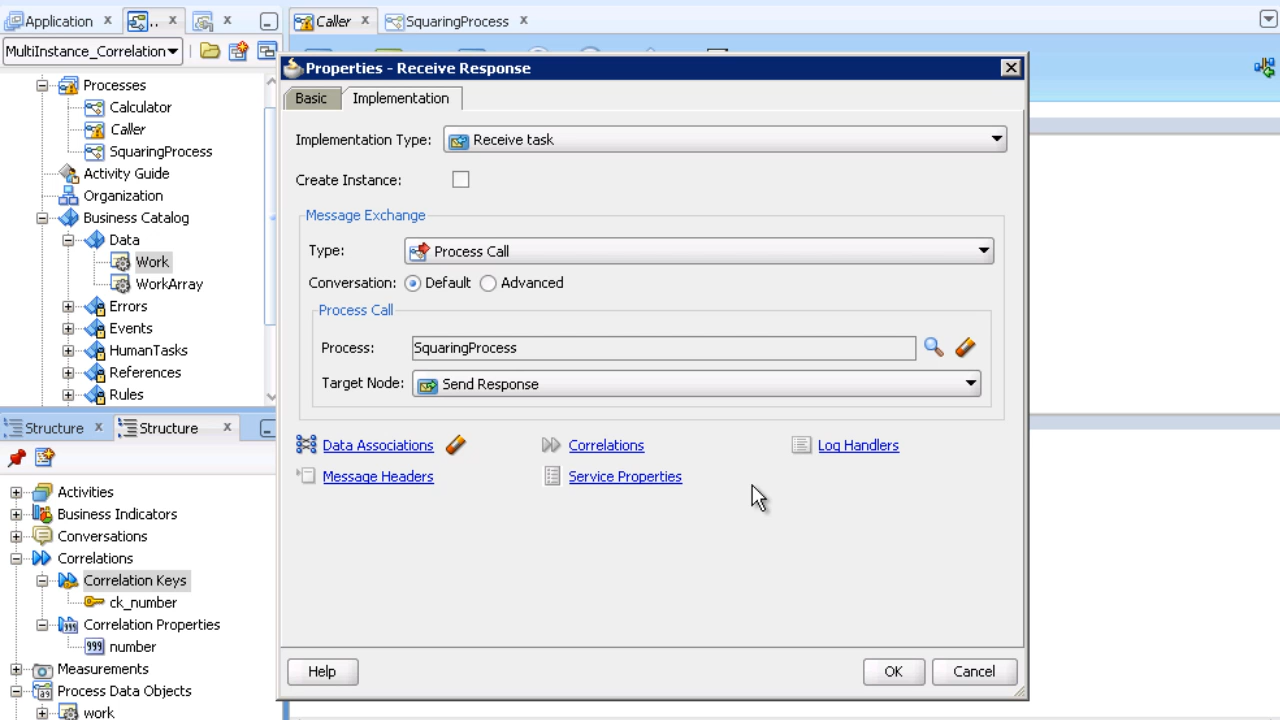 Application
..
Caller
SquaringProcess
MultiInstance_Correlation
Properties - Receive Response
Processes
Calculator
Caller
SquaringProcess
Activity Guide
Organization
Business Catalog
Data
Work
WorkArray
Errors
Events
HumanTasks
References
Rules
Basic
Implementation
Implementation Type:
Receive task
Create Instance:
Message Exchange
Type:
Process Call
Conversation:
Default
Advanced
Process Call
Process:
SquaringProcess
Target Node:
Send Response
Data Associations
Correlations
Log Handlers
Message Headers
Service Properties
Help
OK
Cancel
Structure
Structure
Activities
Business Indicators
Conversations
Correlations
Correlation Keys
ck_number
Correlation Properties
999 number
Measurements
Process Data Objects
work